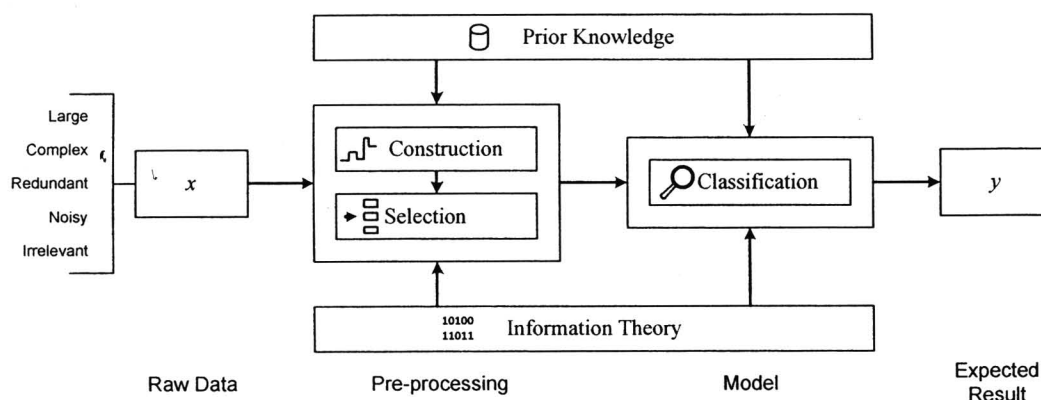 Prior Knowledge
Large
Complex
Redundant
Noisy
Irrelevant
x
Construction
Selection
Classification
y
10100
11011
Information Theory
Raw Data
Pre-processing
Model
Expected
Result